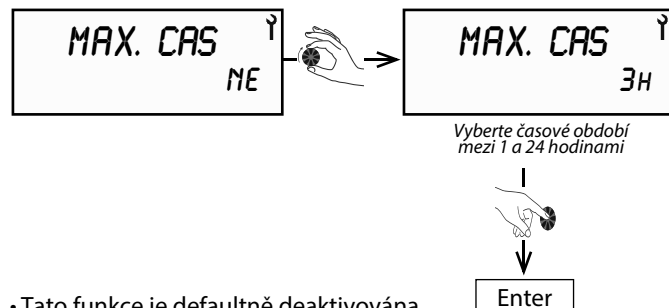 MAX. CAS
NE
MAX. CAS
3H
Vyberte časové období
mezi 1 a 24 hodinami
Enter
• Tato funkce je defaultně deaktivována